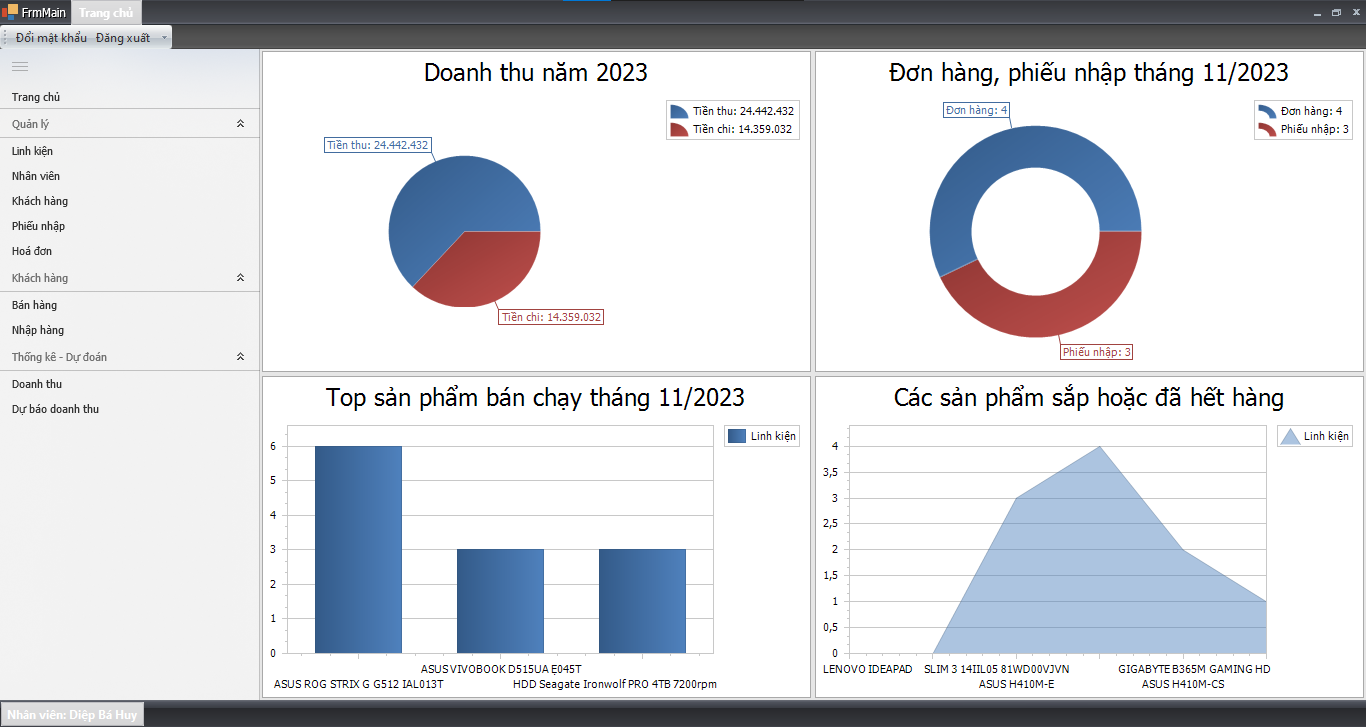 FrmMain
Trang chủ
Đổi mật khẩu Đăng xuất
Trang chủ
Quản lý
Linh kiện
Nhân viên
Khách hàng
Phiếu nhập
Hoá đơn
Khách hàng
Bán hàng
Nhập hàng
Thống kê - Dự đoán
Doanh thu
Dự báo doanh thu
Doanh thu năm 2023
Tiền thu: 24.442.432
Tiền chi: 14.359.032
Tiền thu: 24.442.432
Tiền chi: 14.359.032
Đơn hàng, phiếu nhập tháng 11/2023
Đơn hàng: 4
Phiếu nhập: 3
Đơn hàng: 4
Phiếu nhập: 3
Top sản phẩm bán chạy tháng 11/2023
Linh kiện
6
5
4
3
2
1
0
ASUS VIVOBOOK D515UA EJ045T
ASUS ROG STRIX G G512 IAL013T
HDD Seagate Ironwolf PRO 4TB 7200rpm
Các sản phẩm sắp hoặc đã hết hàng
Linh kiện
4
3,5
3
2,5
2
1,5
1
0,5
0
LENOVO IDEAPAD SLIM 3 14IIL05 81WD00VJVN
GIGABYTE B365M GAMING HD
ASUS H410M-E
ASUS H410M-CS
Nhân viên: Diệp Bá Huy